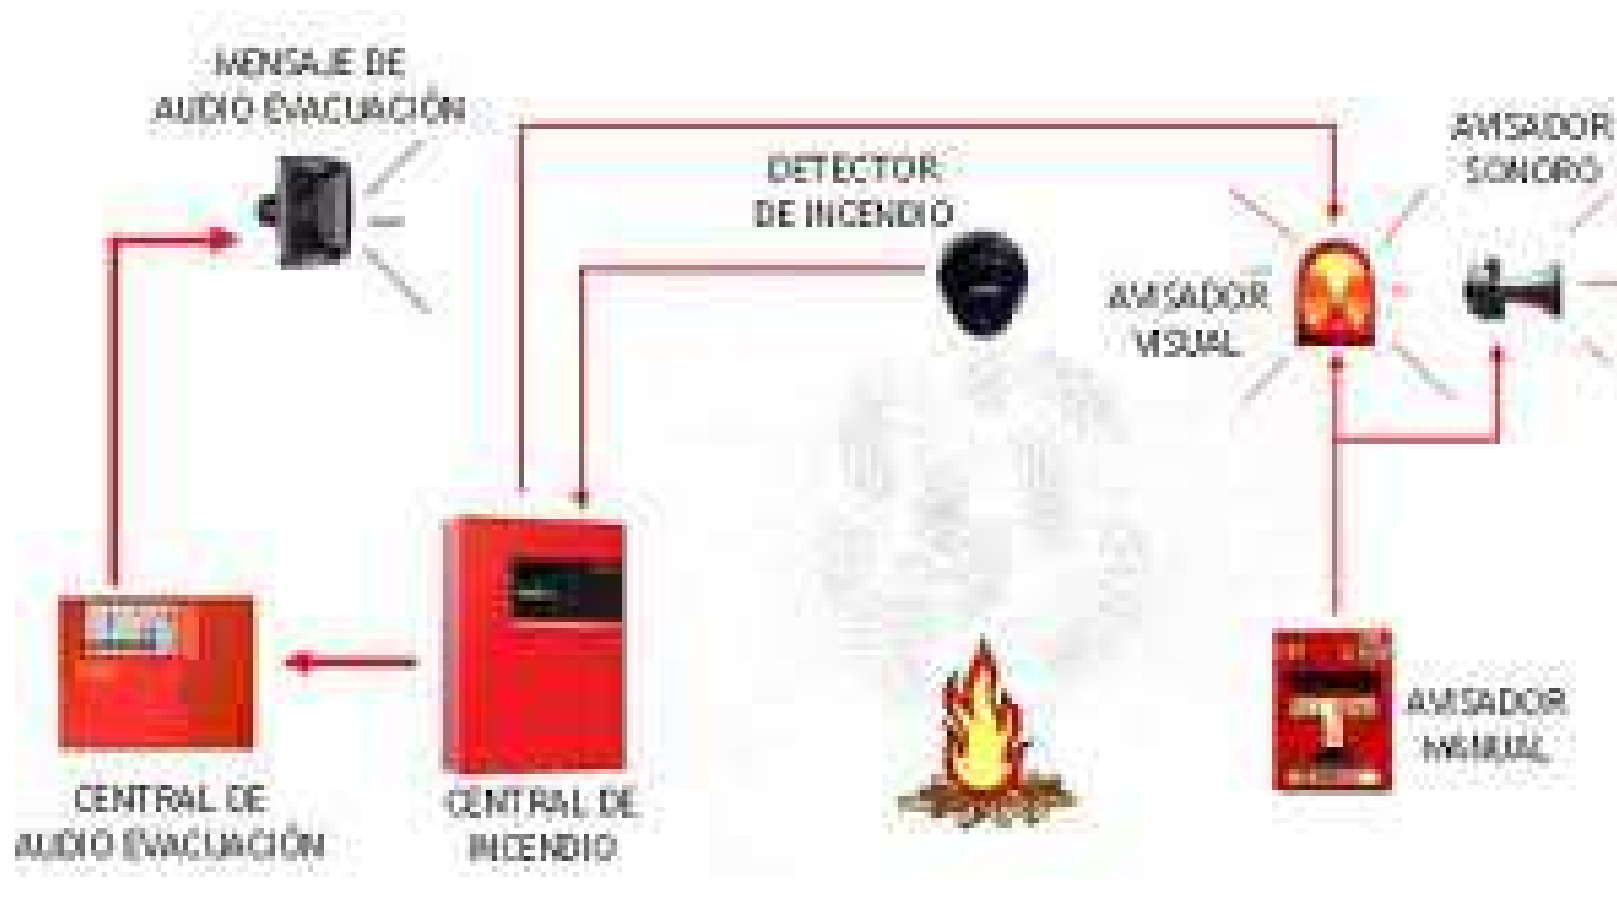 MENSAJE DE
AUDIO EVACUACIÓN
DETECTOR
DE INCENDIO
AVISADOR
SONORO
AVISADOR
VISUAL
AVISADOR
MANUAL
CENTRAL DE
AUDIO EVACUACIÓN
CENTRAL DE
INCENDIO